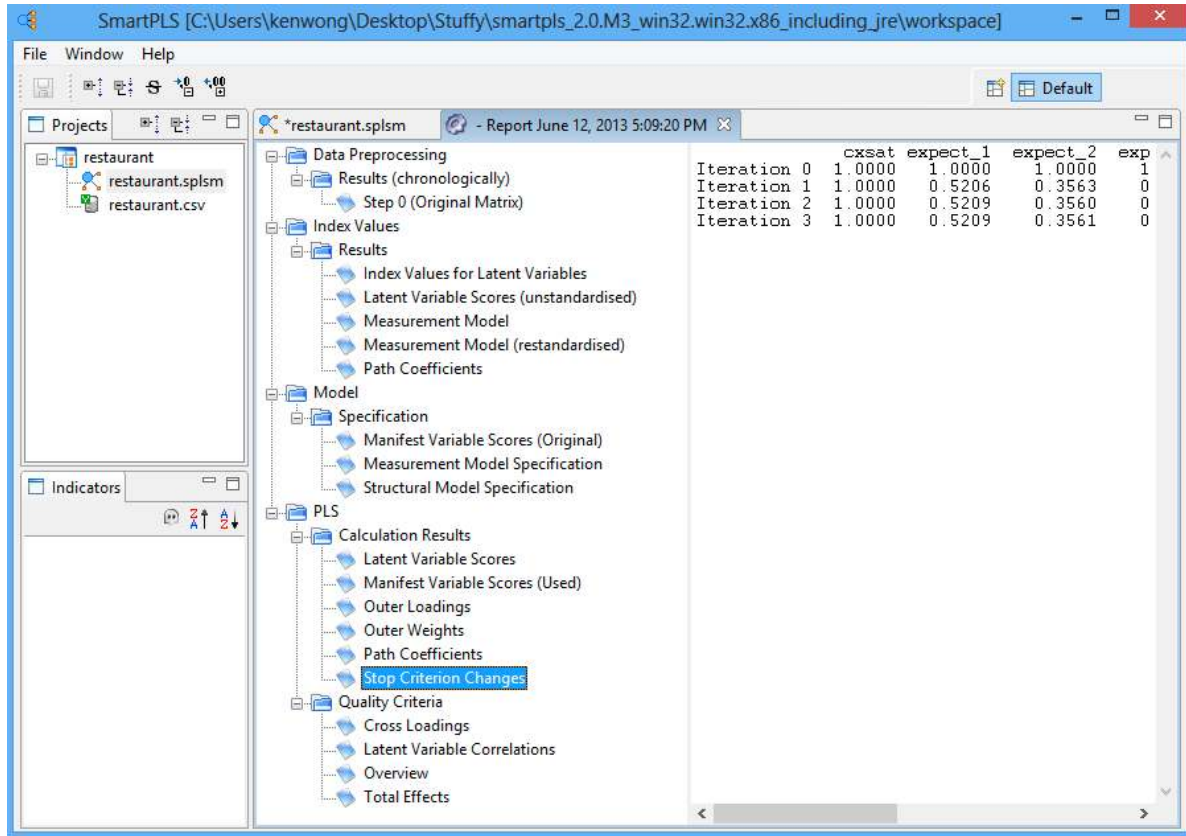 SmartPLS [C:\Users\kenwong\Desktop\Stuffy\smartpls_2.0.M3_win32.win32.x86_including_jre\workspace]
File Window Help
Default
Projects
restaurant
restaurant.splsm
restaurant.csv
Indicators
*restaurant.splsm
- Report June 12, 2013 5:09:20 PM
Data Preprocessing
Results (chronologically)
Step 0 (Original Matrix)
Index Values
Results
Index Values for Latent Variables
Latent Variable Scores (unstandardised)
Measurement Model
Measurement Model (restandardised)
Path Coefficients
Model
Specification
Manifest Variable Scores (Original)
Measurement Model Specification
Structural Model Specification
PLS
Calculation Results
Latent Variable Scores
Manifest Variable Scores (Used)
Outer Loadings
Outer Weights
Path Coefficients
Stop Criterion Changes
Quality Criteria
Cross Loadings
Latent Variable Correlations
Overview
Total Effects
cxsat expect_1 expect_2 exp
Iteration 0 1.0000 1.0000 1.0000 1
Iteration 1 1.0000 0.5206 0.3563 0
Iteration 2 1.0000 0.5209 0.3560 0
Iteration 3 1.0000 0.5209 0.3561 0